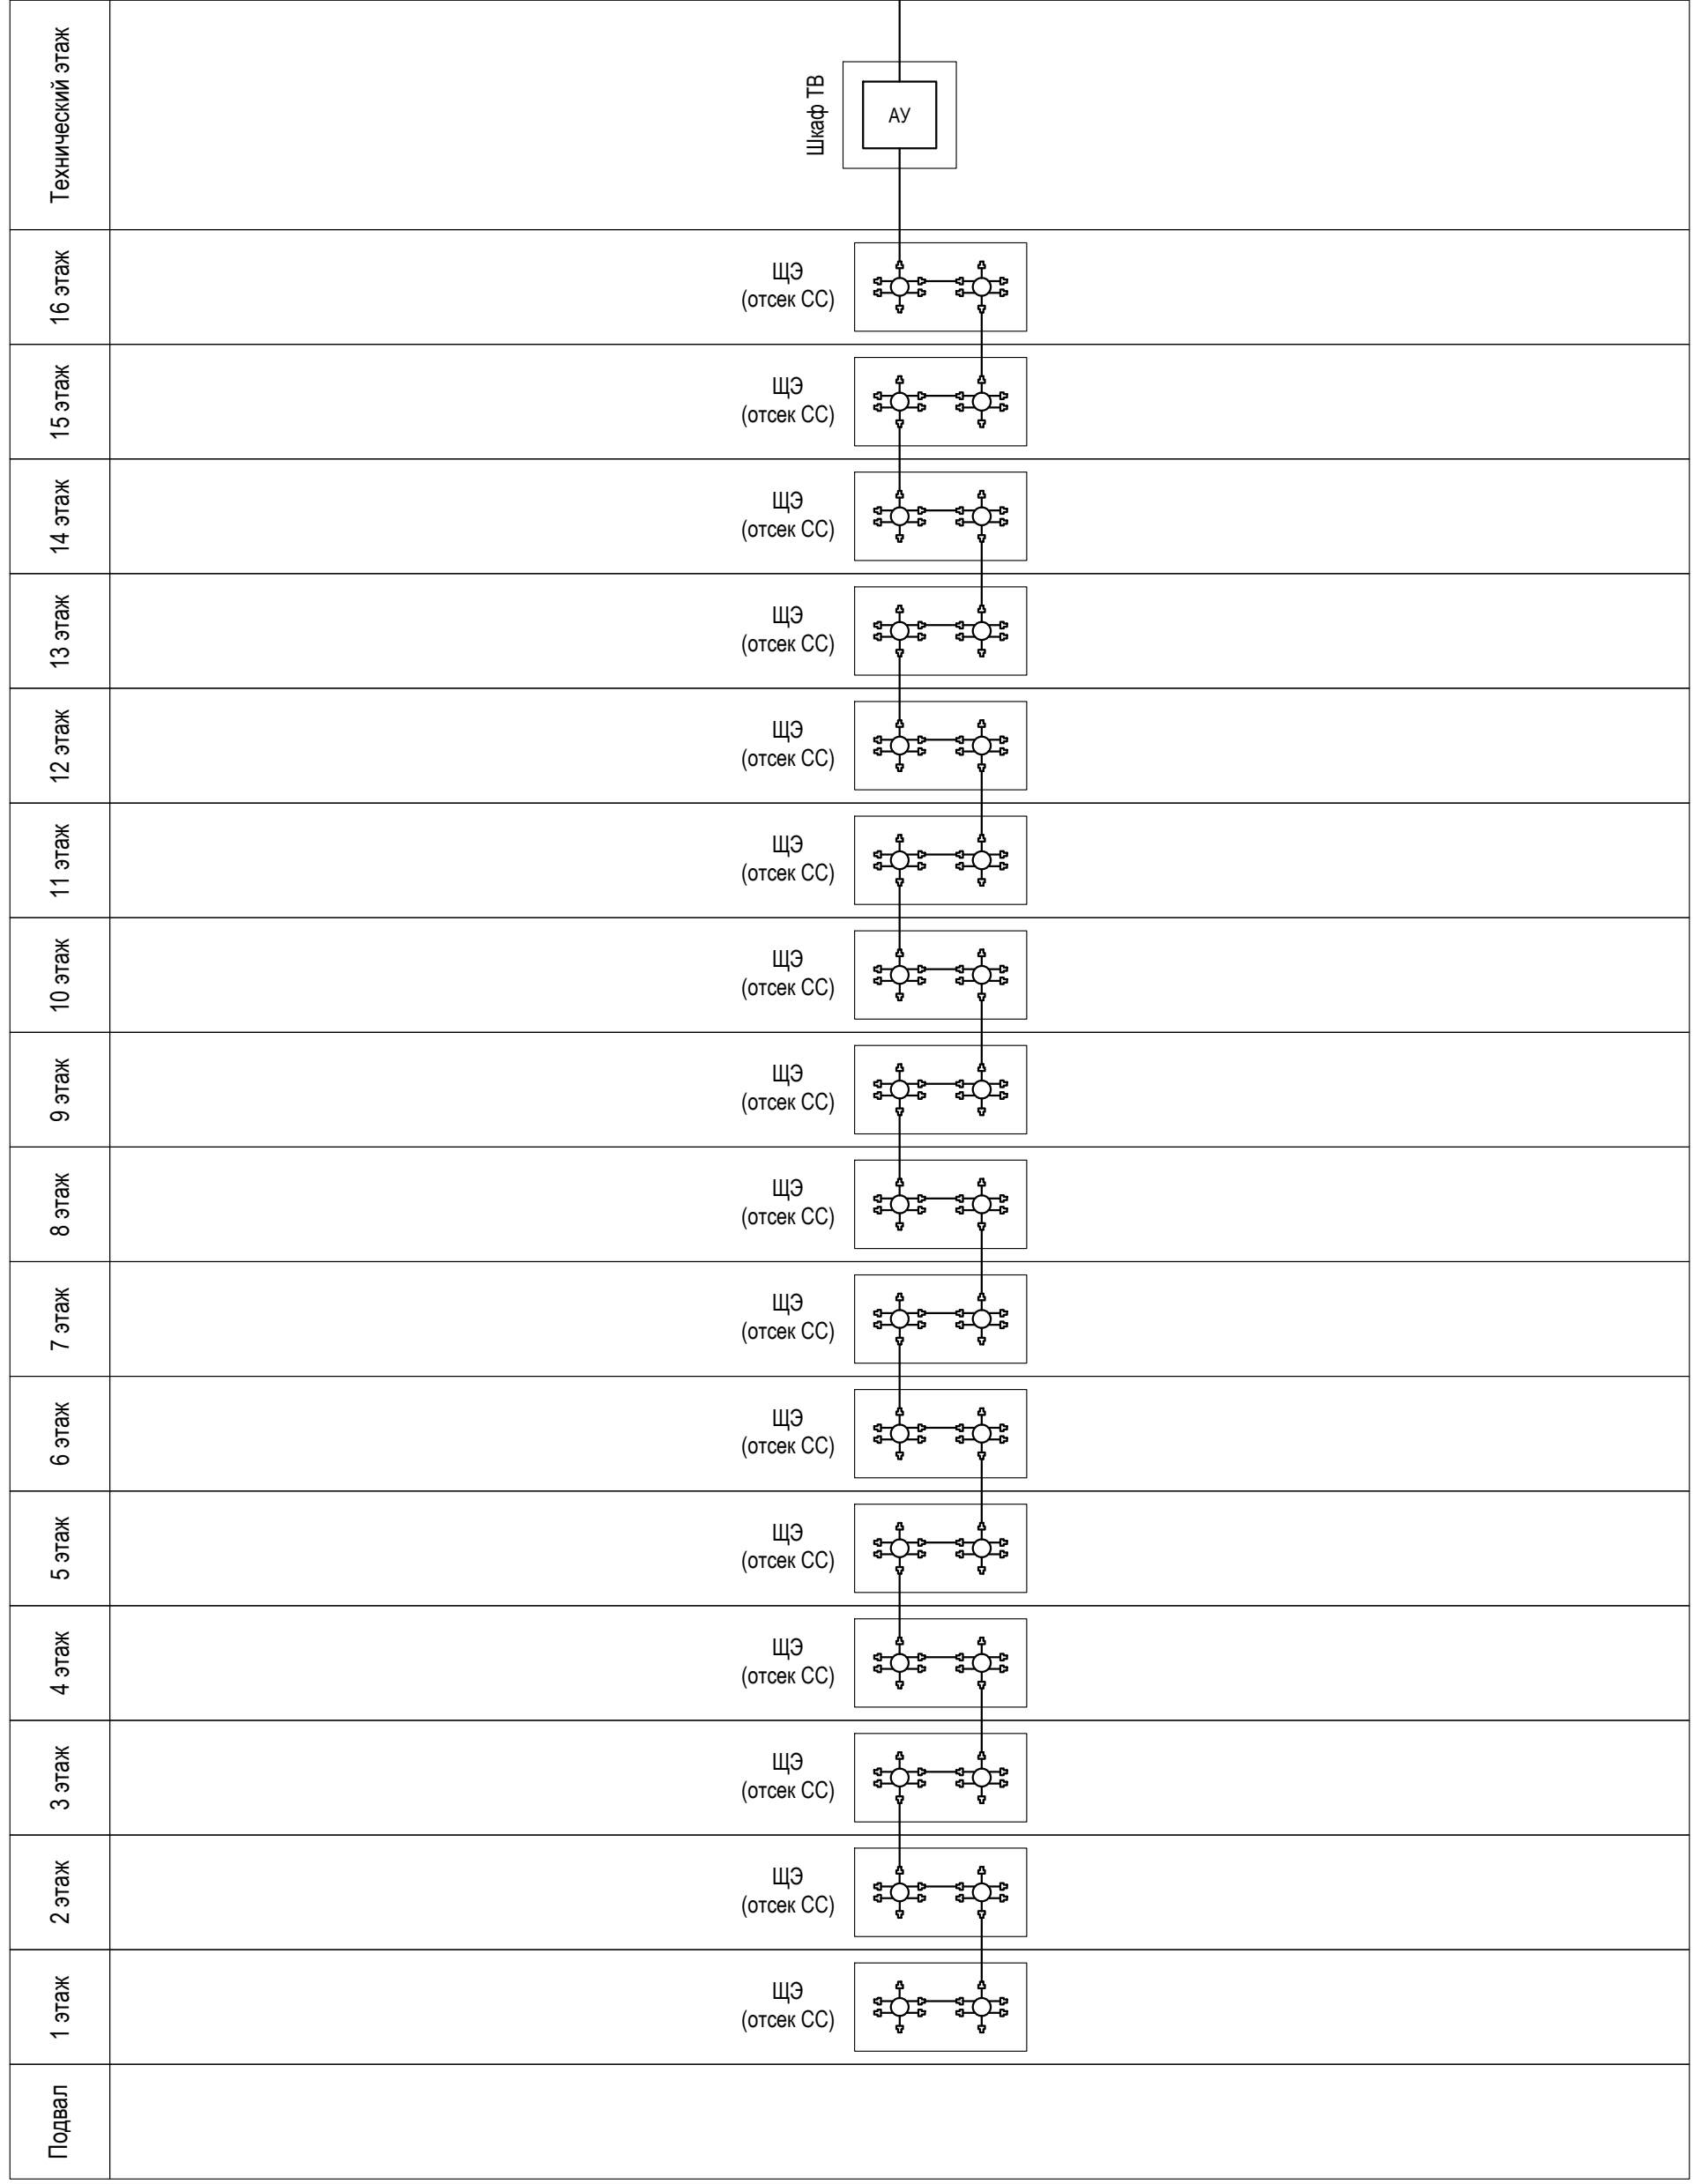 Технический этаж
Шкаф ТВ
АУ
16 этаж
ЩЭ
(отсек СС)
15 этаж
ЩЭ
(отсек СС)
14 этаж
ЩЭ
(отсек СС)
13 этаж
ЩЭ
(отсек СС)
12 этаж
ЩЭ
(отсек СС)
11 этаж
ЩЭ
(отсек СС)
10 этаж
ЩЭ
(отсек СС)
9 этаж
ЩЭ
(отсек СС)
8 этаж
ЩЭ
(отсек СС)
7 этаж
ЩЭ
(отсек СС)
6 этаж
ЩЭ
(отсек СС)
5 этаж
ЩЭ
(отсек СС)
4 этаж
ЩЭ
(отсек СС)
3 этаж
ЩЭ
(отсек СС)
2 этаж
ЩЭ
(отсек СС)
1 этаж
ЩЭ
(отсек СС)
Подвал